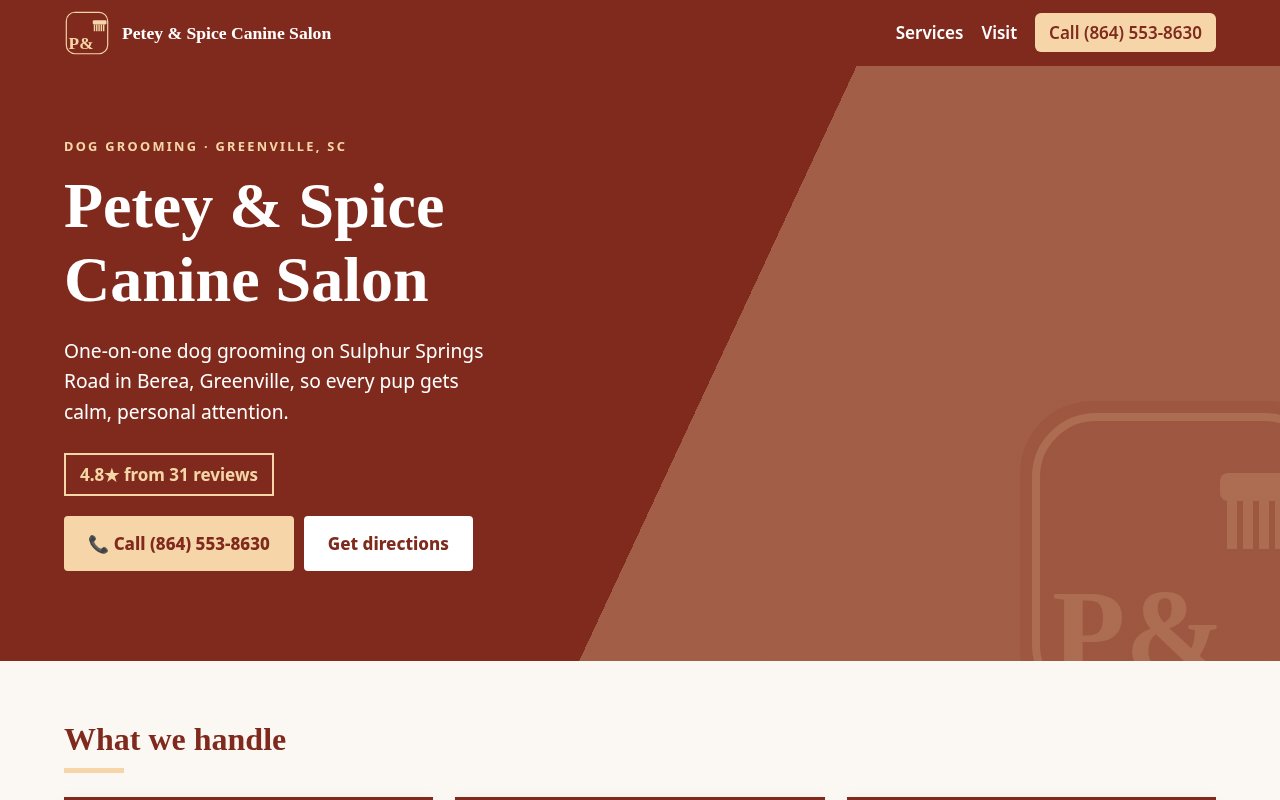 P&
Petey & Spice Canine Salon
Services
Visit
Call (864) 553-8630
DOG GROOMING · GREENVILLE, SC
Petey & Spice
Canine Salon
One-on-one dog grooming on Sulphur Springs
Road in Berea, Greenville, so every pup gets
calm, personal attention.
4.8★ from 31 reviews
📞 Call (864) 553-8630
Get directions
P&
What we handle